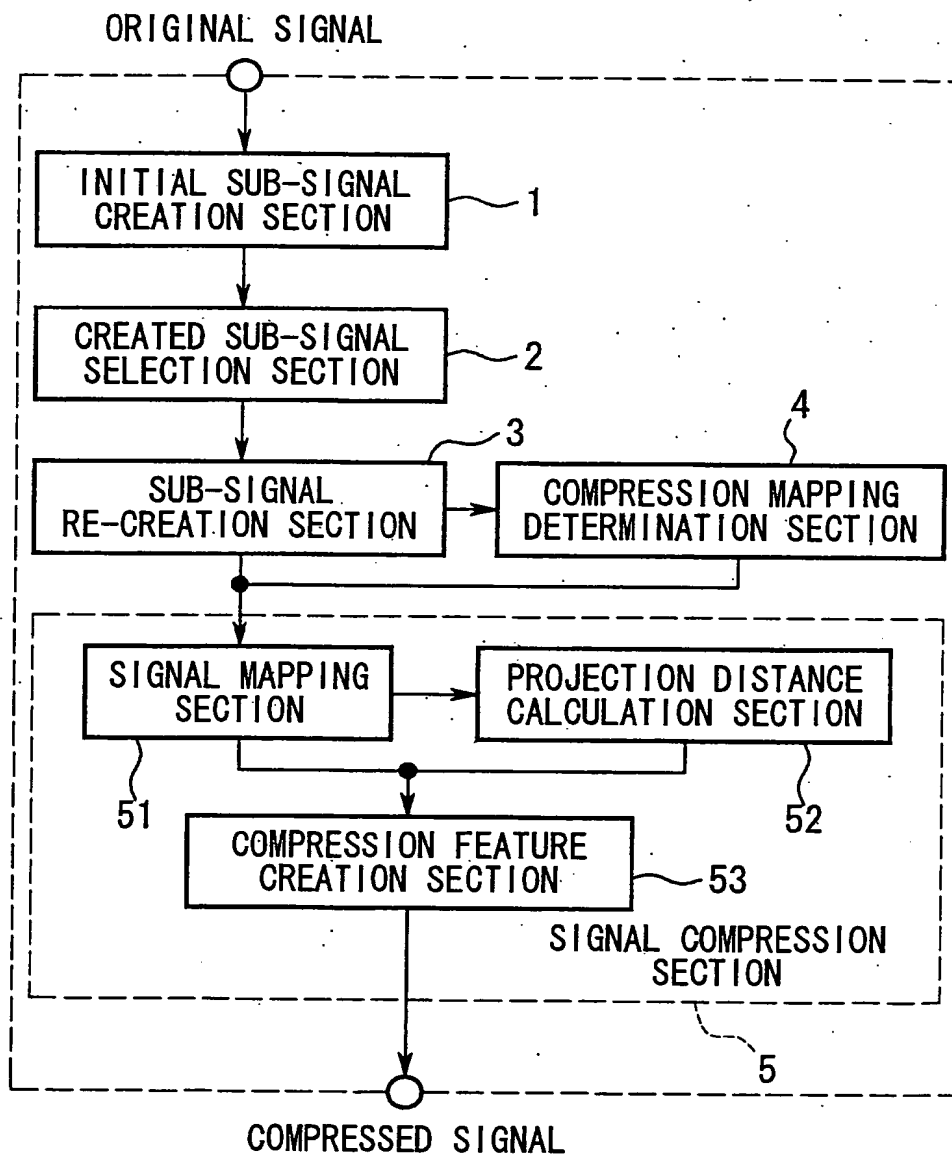 ORIGINAL SIGNAL
INITIAL SUB-SIGNAL
CREATION SECTION
1
CREATED SUB-SIGNAL
SELECTION SECTION
2
3
4
SUB-SIGNAL
RE-CREATION SECTION
COMPRESSION MAPPING
DETERMINATION SECTION
SIGNAL MAPPING
SECTION
PROJECTION DISTANCE
CALCULATION SECTION
51
52
COMPRESSION FEATURE
CREATION SECTION
53
SIGNAL COMPRESSION
SECTION
5
COMPRESSED SIGNAL